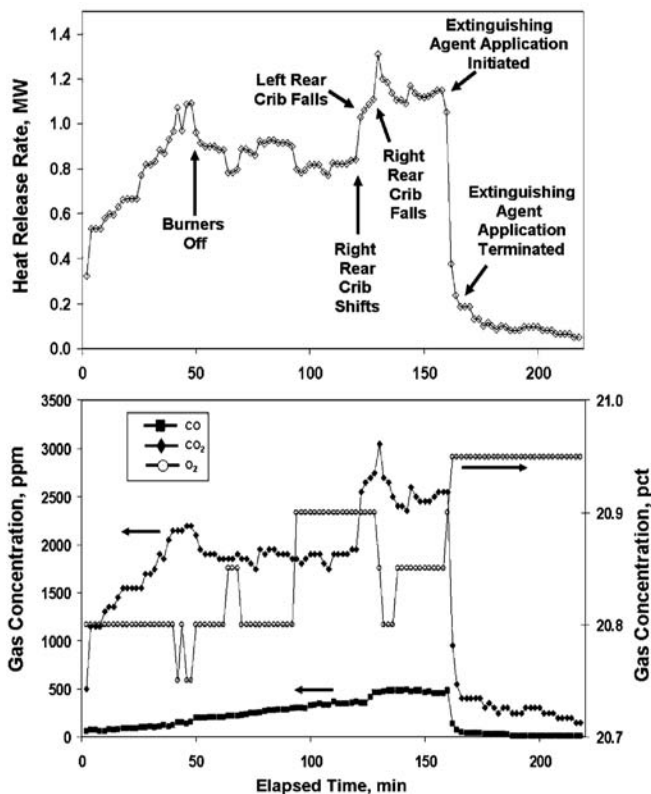 Heat Release Rate, MW
1.4
1.2
1.0
0.8
0.6
0.4
0.2
0.0
0
50
100
150
200
Burners
Off
Left Rear
Crib Falls
Right
Rear
Crib
Shifts
Right
Rear
Crib
Falls
Extinguishing
Agent Application
Initiated
Extinguishing
Agent
Application
Terminated
Gas Concentration, ppm
3500
3000
2500
2000
1500
1000
500
0
CO
CO2
O2
21.0
20.9
20.8
20.7
Gas Concentration, pct
0
50
100
150
200
Elapsed Time, min